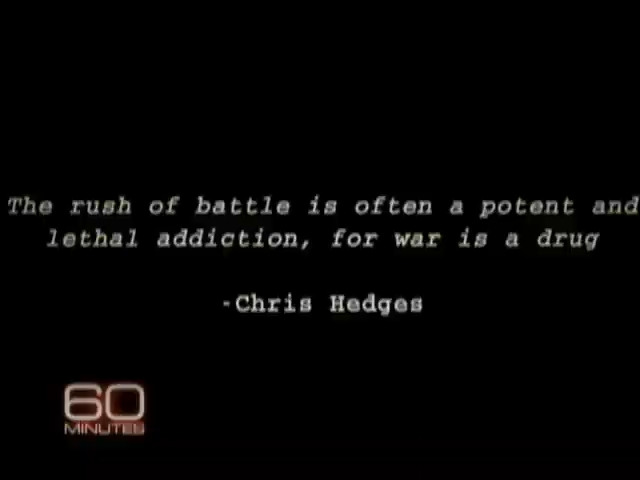 The rush of battle is often a potent and
lethal addiction, for war is a drug
-Chris Hedges
60
MINUTES